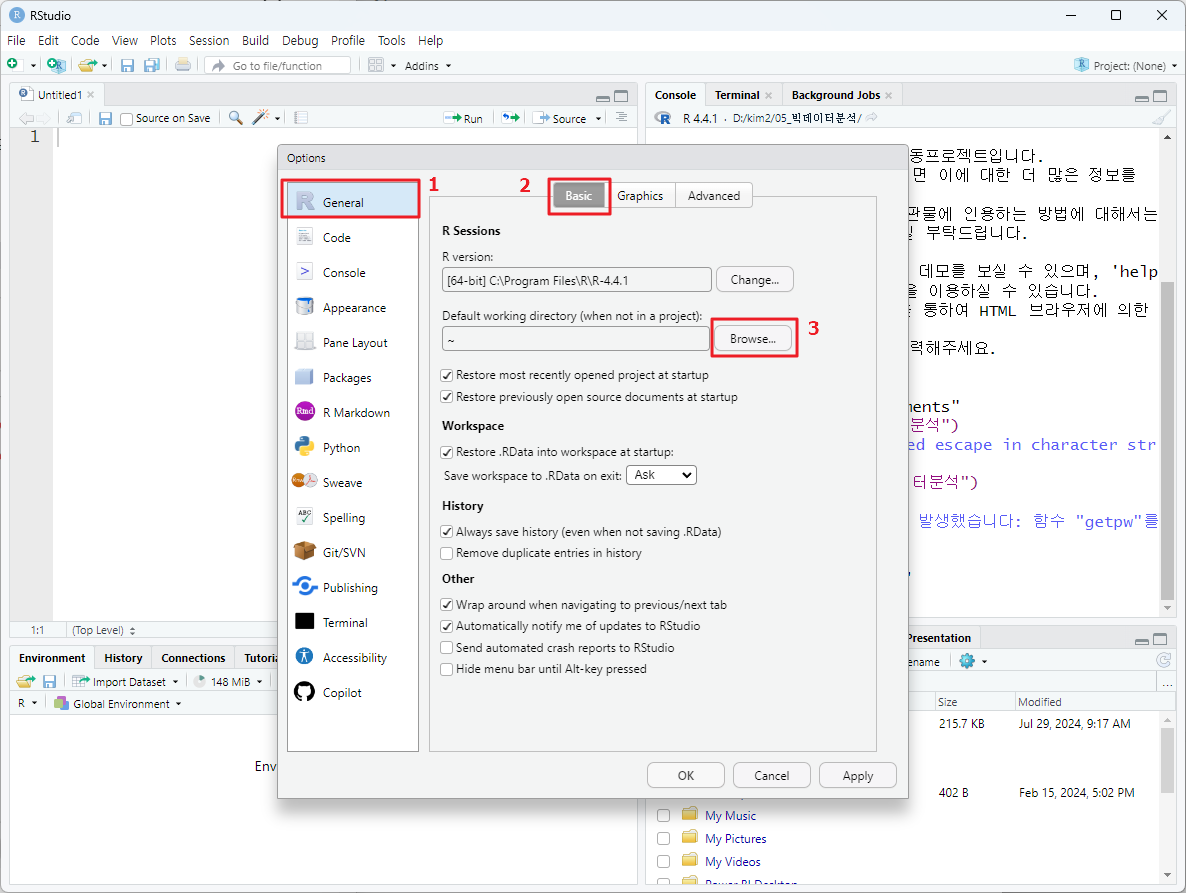 RStudio
File Edit Code View Plots Session Build Debug Profile Tools Help
Go to file/function Addins Project: (None)
Untitled1
Source on Save Run Source
1
1:1 (Top Level)
Console Terminal Background Jobs
R 4.4.1 · D:/kim2/05_빅데이터분석/
동프로젝트입니다.
면 이에 대한 더 많은 정보를
판물에 인용하는 방법에 대해서는
부탁드립니다.
데모를 보실 수 있으며, 'help
을 이용하실 수 있습니다.
통하여 HTML 브라우저에 의한
력해주세요.
ments"
분석")
ed escape in character str
터분석")
발생했습니다: 함수 "getpw"를
Options
General
Code
Console
Appearance
Pane Layout
Packages
R Markdown
Python
Sweave
Spelling
Git/SVN
Publishing
Terminal
Accessibility
Copilot
1
2
Basic Graphics Advanced
R Sessions
R version:
[64-bit] C:\Program Files\R\R-4.4.1 Change...
Default working directory (when not in a project):
~ Browse... 3
Restore most recently opened project at startup
Restore previously open source documents at startup
Workspace
Restore .RData into workspace at startup:
Save workspace to .RData on exit: Ask
History
Always save history (even when not saving .RData)
Remove duplicate entries in history
Other
Wrap around when navigating to previous/next tab
Automatically notify me of updates to RStudio
Send automated crash reports to RStudio
Hide menu bar until Alt-key pressed
OK Cancel Apply
Environment History Connections Tutoria
Import Dataset 148 MiB
R Global Environment
Env
Presentation
ename
...
Size Modified
215.7 KB Jul 29, 2024, 9:17 AM
402 B Feb 15, 2024, 5:02 PM
My Music
My Pictures
My Videos
Power BI Desktop